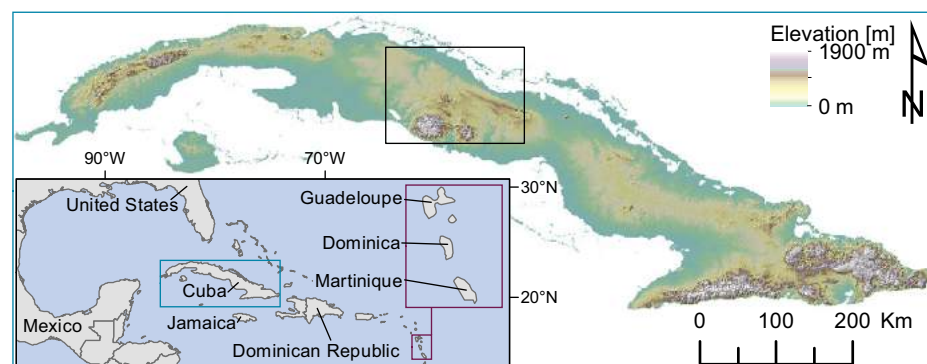 Elevation [m]
1900 m
0 m
N
90°W
70°W
30°N
20°N
United States
Guadeloupe
Dominica
Martinique
Cuba
Mexico
Jamaica
Dominican Republic
0 100 200 Km